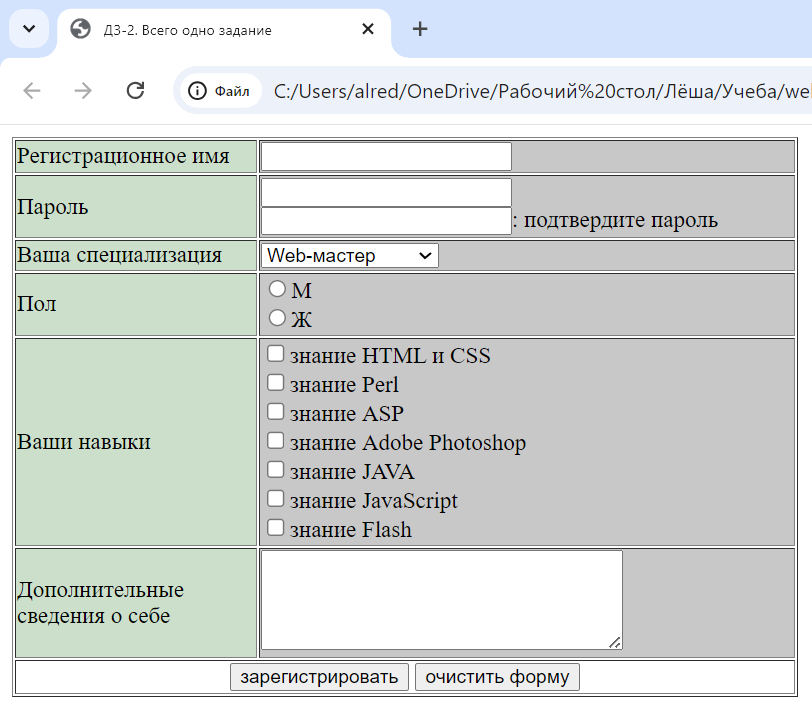 ДЗ-2. Всего одно задание
Файл C:/Users/alred/OneDrive/Рабочий%20стол/Лёша/Учеба/we
Регистрационное имя
Пароль
: подтвердите пароль
Ваша специализация Web-мастер
Пол
М
Ж
Ваши навыки
знание HTML и CSS
знание Perl
знание ASP
знание Adobe Photoshop
знание JAVA
знание JavaScript
знание Flash
Дополнительные
сведения о себе
зарегистрировать очистить форму